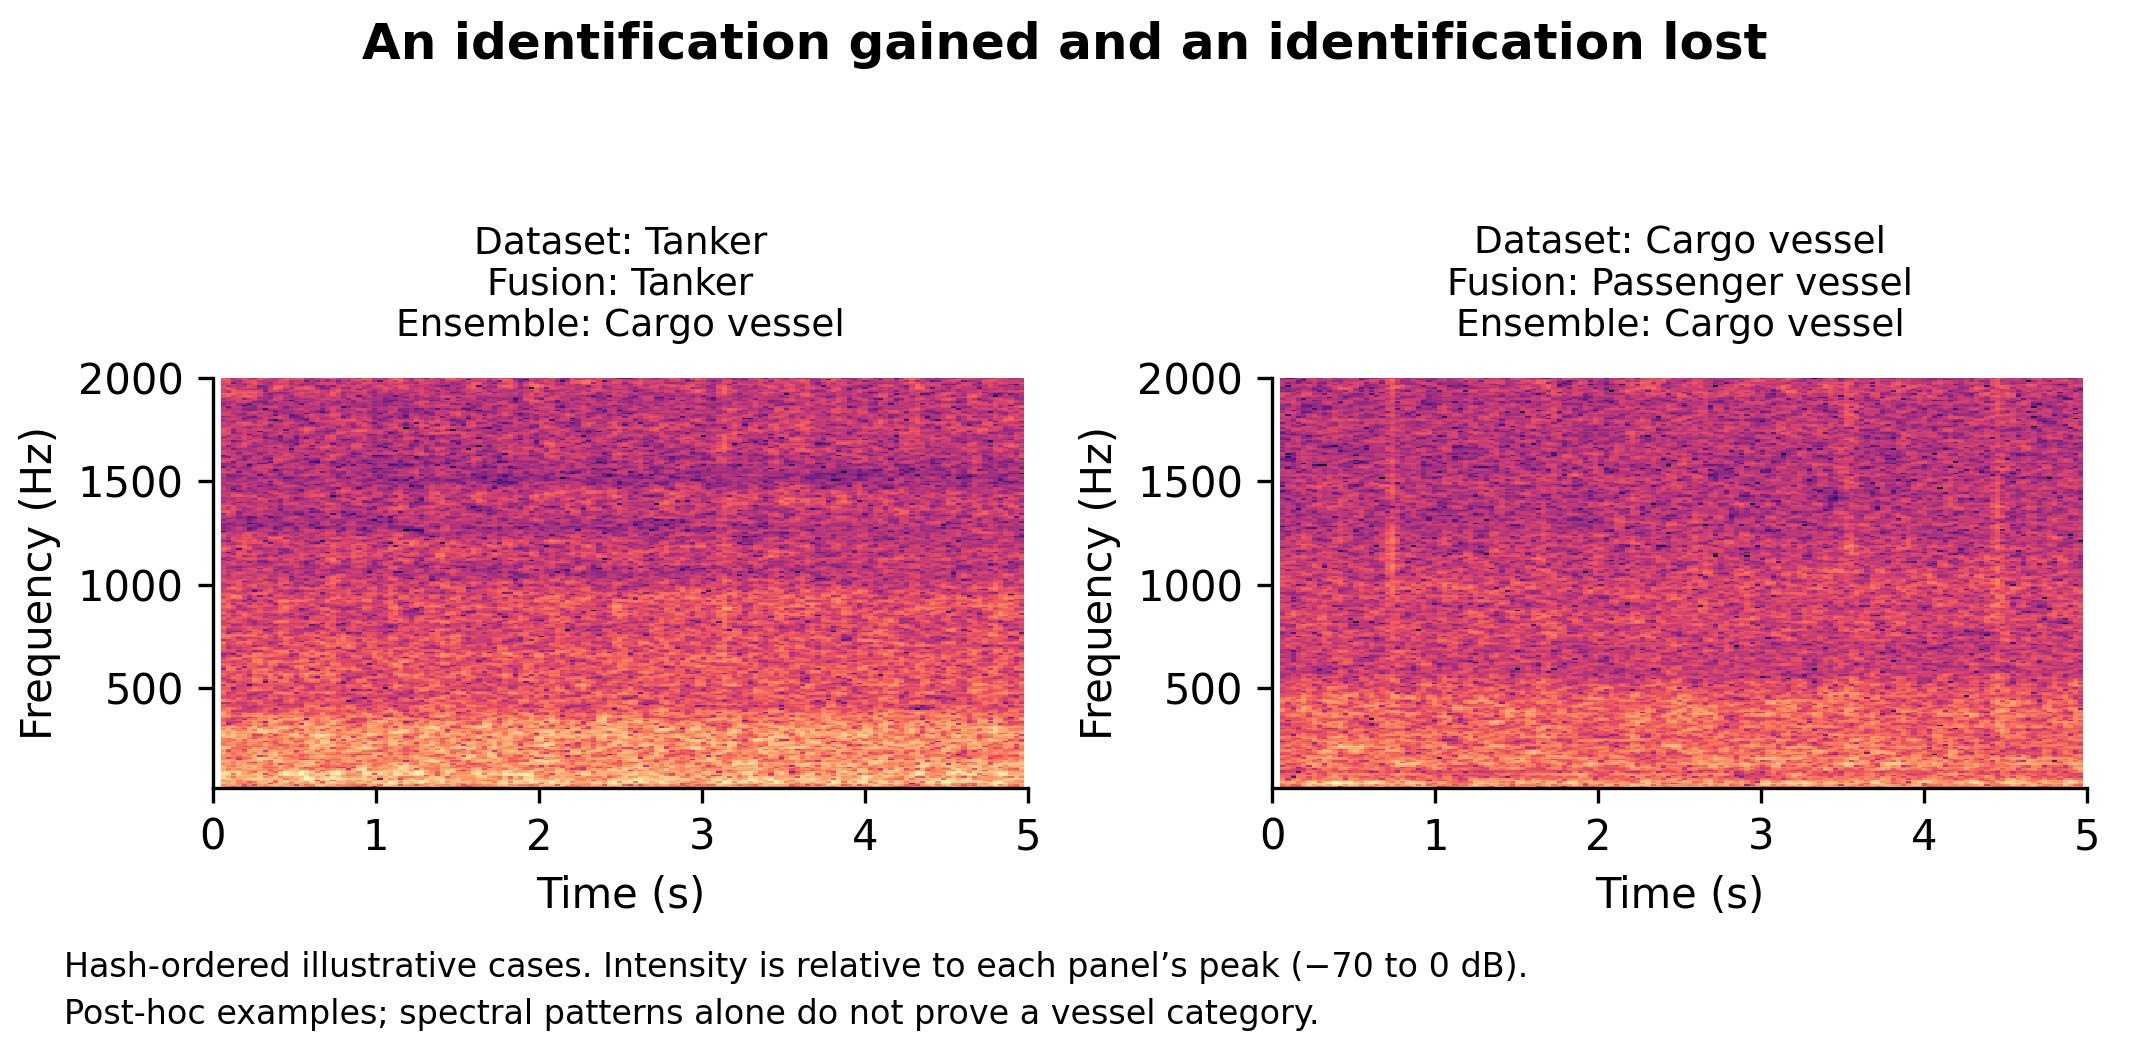 An identification gained and an identification lost
Dataset: Tanker
Fusion: Tanker
Ensemble: Cargo vessel
2000
1500
1000
500
Frequency (Hz)
0 1 2 3 4 5
Time (s)
Dataset: Cargo vessel
Fusion: Passenger vessel
Ensemble: Cargo vessel
2000
1500
1000
500
Frequency (Hz)
0 1 2 3 4 5
Time (s)
Hash-ordered illustrative cases. Intensity is relative to each panel’s peak (−70 to 0 dB).
Post-hoc examples; spectral patterns alone do not prove a vessel category.